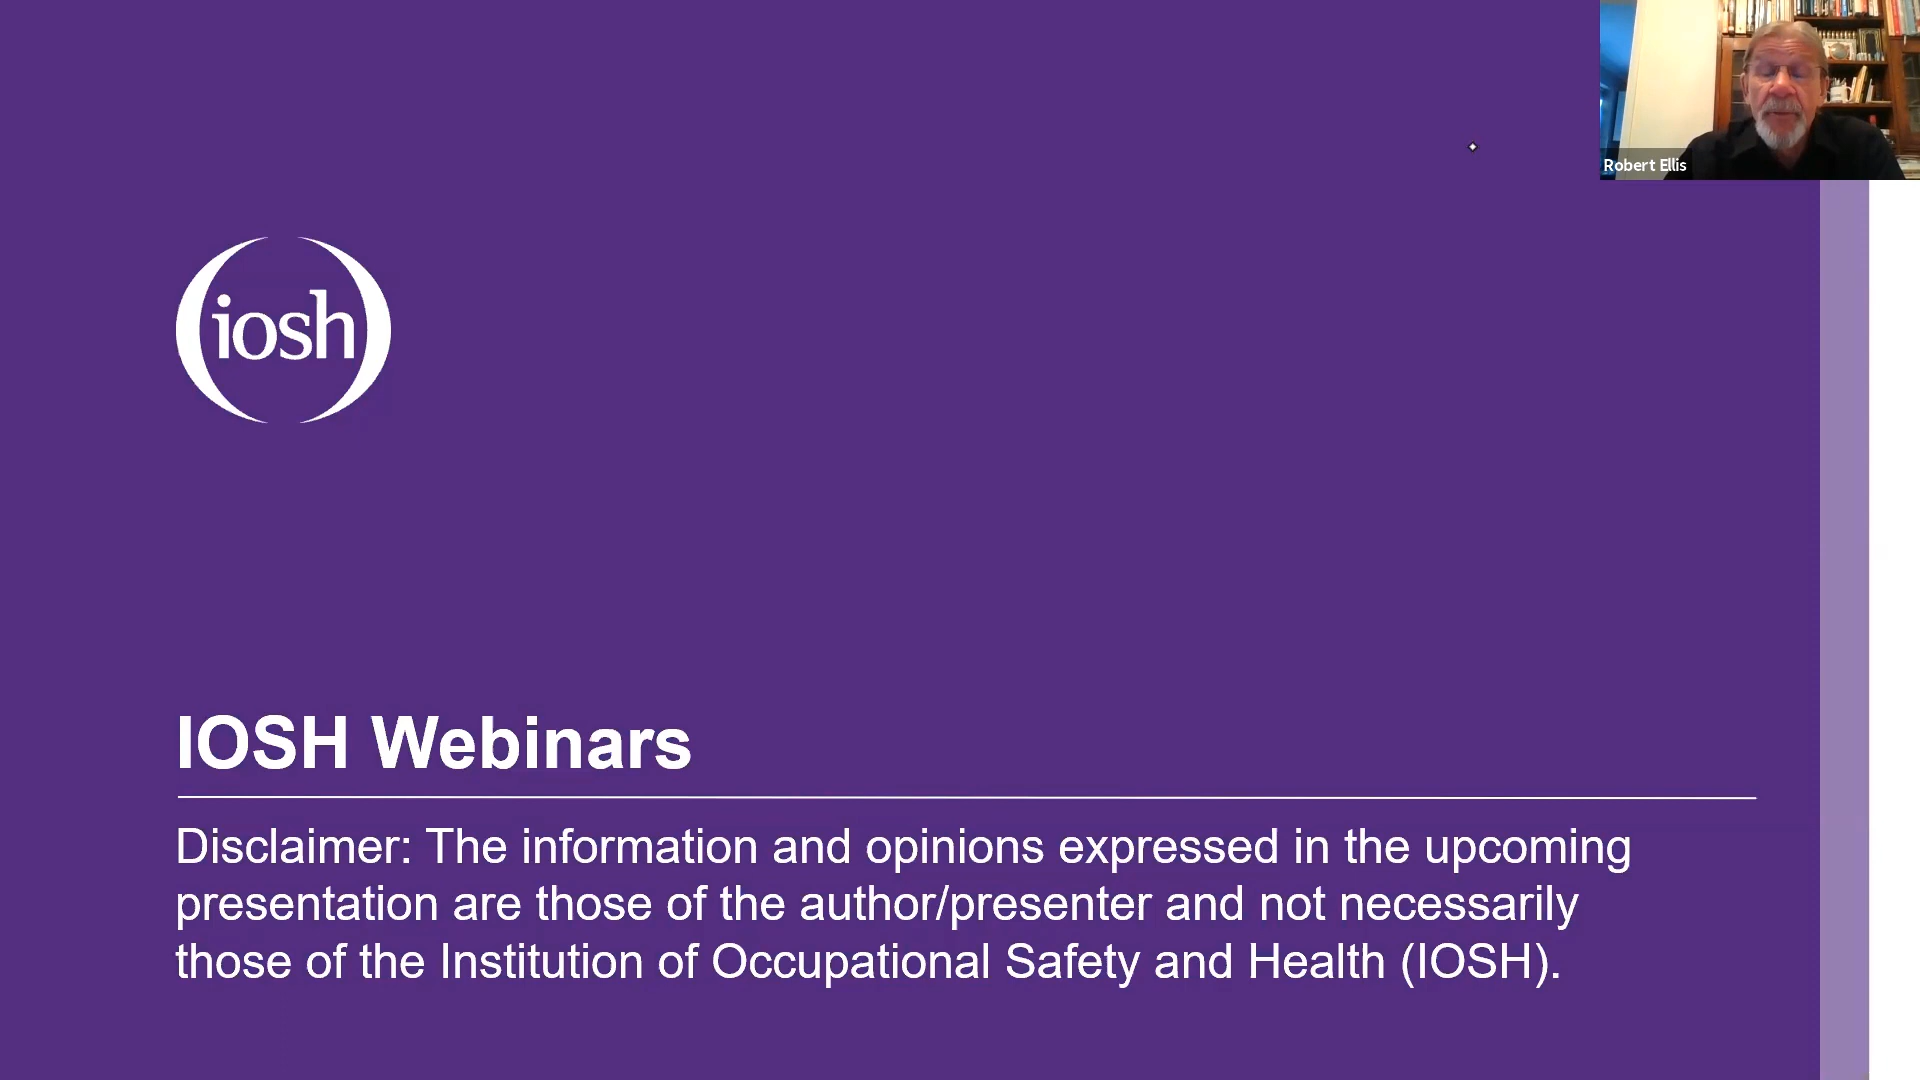 Robert Ellis
iosh
IOSH Webinars
Disclaimer: The information and opinions expressed in the upcoming
presentation are those of the author/presenter and not necessarily
those of the Institution of Occupational Safety and Health (IOSH).